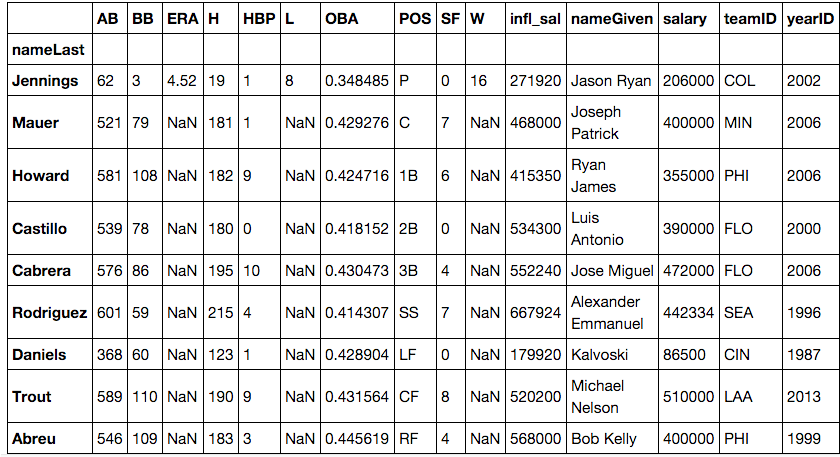 AB BB ERA H HBP L OBA POS SF W infl_sal nameGiven salary teamID yearID
nameLast
Jennings 62 3 4.52 19 1 8 0.348485 P 0 16 271920 Jason Ryan 206000 COL 2002
Mauer 521 79 NaN 181 1 NaN 0.429276 C 7 NaN 468000 Joseph Patrick 400000 MIN 2006
Howard 581 108 NaN 182 9 NaN 0.424716 1B 6 NaN 415350 Ryan James 355000 PHI 2006
Castillo 539 78 NaN 180 0 NaN 0.418152 2B 0 NaN 534300 Luis Antonio 390000 FLO 2000
Cabrera 576 86 NaN 195 10 NaN 0.430473 3B 4 NaN 552240 Jose Miguel 472000 FLO 2006
Rodriguez 601 59 NaN 215 4 NaN 0.414307 SS 7 NaN 667924 Alexander Emmanuel 442334 SEA 1996
Daniels 368 60 NaN 123 1 NaN 0.428904 LF 0 NaN 179920 Kalvoski 86500 CIN 1987
Trout 589 110 NaN 190 9 NaN 0.431564 CF 8 NaN 520200 Michael Nelson 510000 LAA 2013
Abreu 546 109 NaN 183 3 NaN 0.445619 RF 4 NaN 568000 Bob Kelly 400000 PHI 1999